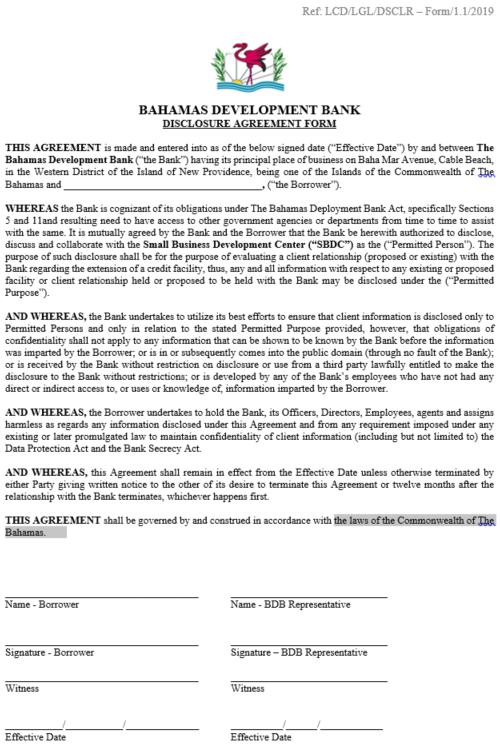 Ref: LCD/LGL/DSCLR – Form/1.1/2019
BAHAMAS DEVELOPMENT BANK
DISCLOSURE AGREEMENT FORM
THIS AGREEMENT is made and entered into as of the below signed date (“Effective Date”) by and between The
Bahamas Development Bank (“the Bank”) having its principal place of business on Baha Mar Avenue, Cable Beach,
in the Western District of the Island of New Providence, being one of the Islands of the Commonwealth of The
Bahamas and ________________________________________, (“the Borrower”).
WHEREAS the Bank is cognizant of its obligations under The Bahamas Deployment Bank Act, specifically Sections
5 and 11and resulting need to have access to other government agencies or departments from time to time to assist
with the same. It is mutually agreed by the Bank and the Borrower that the Bank be herewith authorized to disclose,
discuss and collaborate with the Small Business Development Center (“SBDC”) as the (“Permitted Person”). The
purpose of such disclosure shall be for the purpose of evaluating a client relationship (proposed or existing) with the
Bank regarding the extension of a credit facility, thus, any and all information with respect to any existing or proposed
facility or client relationship held or proposed to be held with the Bank may be disclosed under the (“Permitted
Purpose”).
AND WHEREAS, the Bank undertakes to utilize its best efforts to ensure that client information is disclosed only to
Permitted Persons and only in relation to the stated Permitted Purpose provided, however, that obligations of
confidentiality shall not apply to any information that can be shown to be known by the Bank before the information
was imparted by the Borrower; or is in or subsequently comes into the public domain (through no fault of the Bank);
or is received by the Bank without restriction on disclosure or use from a third party lawfully entitled to make the
disclosure to the Bank without restrictions; or is developed by any of the Bank’s employees who have not had any
direct or indirect access to, or uses or knowledge of, information imparted by the Borrower.
AND WHEREAS, the Borrower undertakes to hold the Bank, its Officers, Directors, Employees, agents and assigns
harmless as regards any information disclosed under this Agreement and from any requirement imposed under any
existing or later promulgated law to maintain confidentiality of client information (including but not limited to) the
Data Protection Act and the Bank Secrecy Act.
AND WHEREAS, this Agreement shall remain in effect from the Effective Date unless otherwise terminated by
either Party giving written notice to the other of its desire to terminate this Agreement or twelve months after the
relationship with the Bank terminates, whichever happens first.
THIS AGREEMENT shall be governed by and construed in accordance with the laws of the Commonwealth of The
Bahamas.
Name - Borrower
Name - BDB Representative
Signature - Borrower
Signature – BDB Representative
Witness
Witness
____________/____________/____________
____________/____________/____________
Effective Date
Effective Date